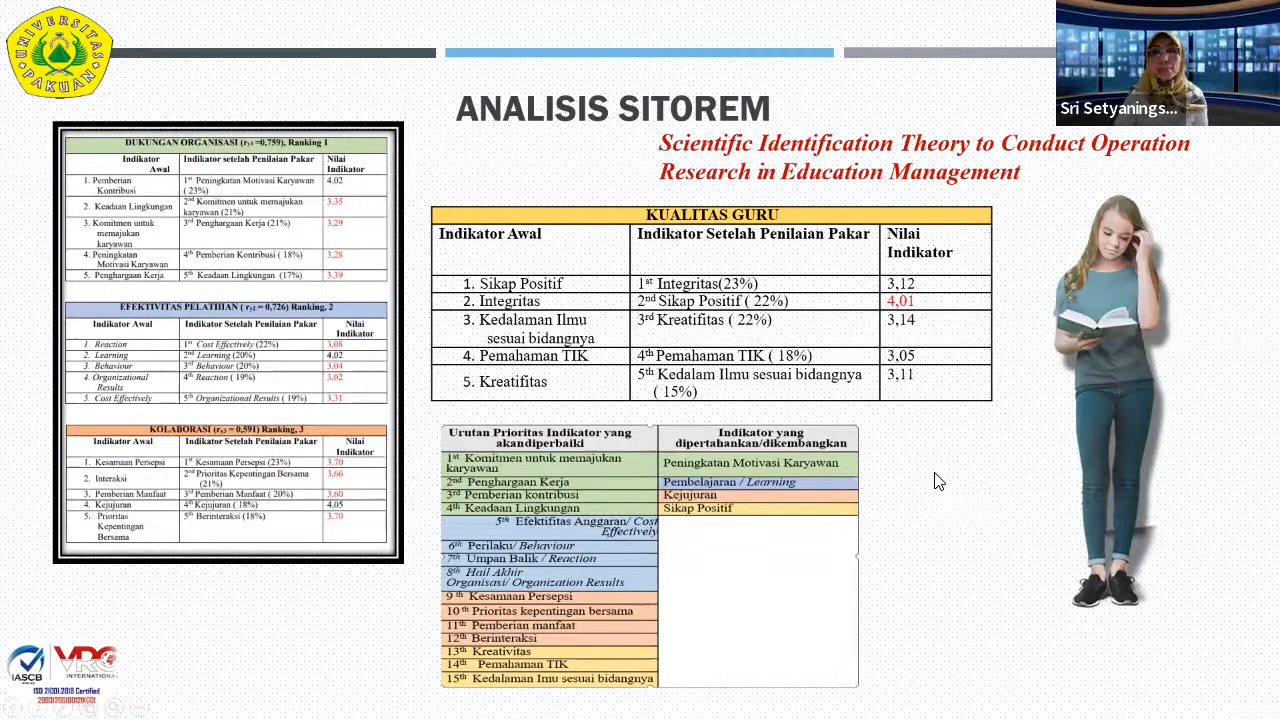 UNIVERSITAS PAKUAN
ANALISIS SITOREM
Sri Setyanings...
Scientific Identification Theory to Conduct Operation
Research in Education Management
DUKUNGAN ORGANISASI (ry1 =0,759), Ranking 1
Indikator Awal Indikator setelah Penilaian Pakar Nilai Indikator
1. Pemberian Kontribusi 1st Peningkatan Motivasi Karyawan ( 23%) 4,02
2. Keadaan Lingkungan 2nd Komitmen untuk memajukan karyawan (21%) 3,35
3. Komitmen untuk memajukan karyawan 3rd Penghargaan Kerja (21%) 3,29
4. Peningkatan Motivasi Karyawan 4th Pemberian Kontribusi ( 18%) 3,28
5. Penghargaan Kerja 5th Keadaan Lingkungan (17%) 3,39
EFEKTIVITAS PELATIHAN ( ry2 = 0,726) Ranking, 2
Indikator Awal Indikator Setelah Penilaian Pakar Nilai Indikator
1. Reaction 1st Cost Effectively (22%) 3,08
2. Learning 2nd Learning (20%) 4,02
3. Behaviour 3rd Behaviour (20%) 3,04
4. Organizational Results 4th Reaction ( 19%) 3,02
5. Cost Effectively 5th Organizational Results ( 19%) 3,31
KOLABORASI (ry3 = 0,591) Ranking, 3
Indikator Awal Indikator Setelah Penilaian Pakar Nilai Indikator
1. Kesamaan Persepsi 1st Kesamaan Persepsi (23%) 3,70
2. Interaksi 2nd Prioritas Kepentingan Bersama (21%) 3,66
3. Pemberian Manfaat 3rd Pemberian Manfaat ( 20%) 3,60
4. Kejujuran 4th Kejujuran ( 18%) 4,05
5. Prioritas Kepentingan Bersama 5th Berinteraksi (18%) 3,70
KUALITAS GURU
Indikator Awal Indikator Setelah Penilaian Pakar Nilai Indikator
1. Sikap Positif 1st Integritas(23%) 3,12
2. Integritas 2nd Sikap Positif ( 22%) 4,01
3. Kedalaman Ilmu sesuai bidangnya 3rd Kreatifitas ( 22%) 3,14
4. Pemahaman TIK 4th Pemahaman TIK ( 18%) 3,05
5. Kreatifitas 5th Kedalam Ilmu sesuai bidangnya ( 15%) 3,11
Urutan Prioritas Indikator yang akandiperbaiki Indikator yang dipertahankan/dikembangkan
1st Komitmen untuk memajukan karyawan Peningkatan Motivasi Karyawan
2nd Penghargaan Kerja Pembelajaran / Learning
3rd Pemberian kontribusi Kejujuran
4th Keadaan Lingkungan Sikap Positif
5th Efektifitas Anggaran/ Cost Effectively
6th Perilaku/ Behaviour
7th Umpan Balik / Reaction
8th Hail Akhir Organisasi/ Organization Results
9 th Kesamaan Persepsi
10 th Prioritas kepentingan bersama
11th Pemberian manfaat
12th Berinteraksi
13th Kreativitas
14th Pemahaman TIK
15th Kedalaman Imu sesuai bidangnya
IASCB
VRC
INTERNATIONAL
ISO 21001:2018 Certified